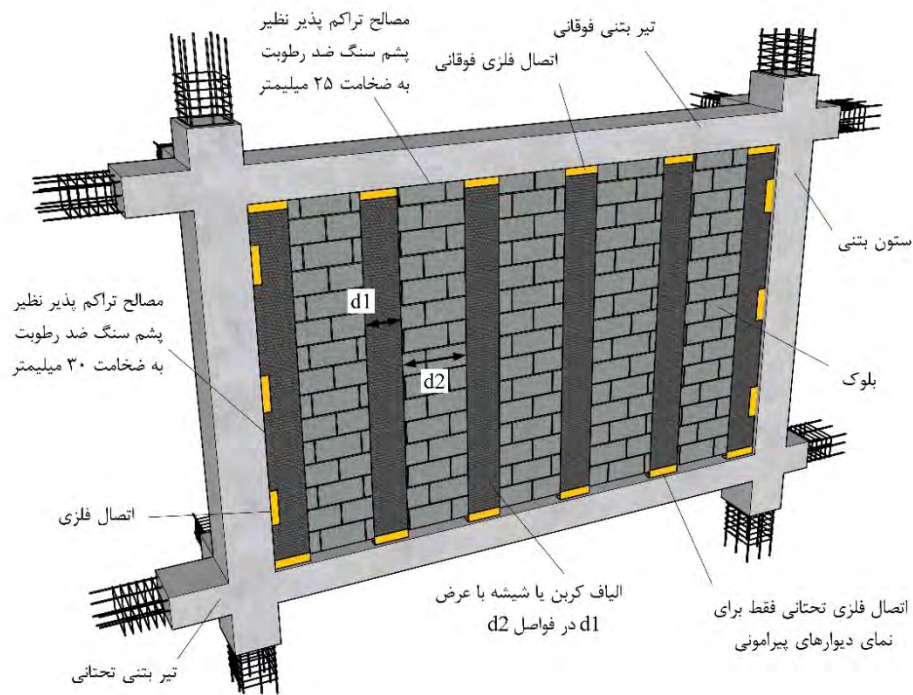 مصالح تراکم پذیر نظیر
پشم سنگ ضد رطوبت
به ضخامت ۲۵ میلیمتر
تیر بتنی فوقانی
اتصال فلزی فوقانی
ستون بتنی
مصالح تراکم پذیر نظیر
پشم سنگ ضد رطوبت
به ضخامت ۳۰ میلیمتر
d1
d2
بلوک
اتصال فلزی
الیاف کربن یا شیشه با عرض
d1 در فواصل d2
اتصال فلزی تحتانی فقط برای
نمای دیوارهای پیرامونی
تیر بتنی تحتانی